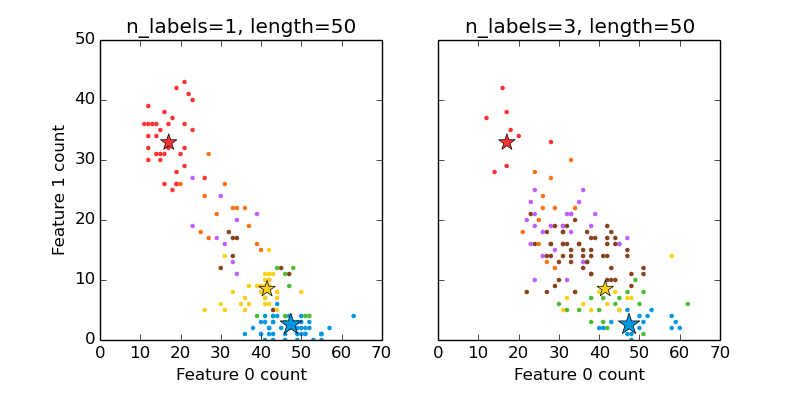 n_labels=1, length=50
n_labels=3, length=50
50
40
30
20
10
0
Feature 1 count
0 10 20 30 40 50 60 70
0 10 20 30 40 50 60 70
Feature 0 count
Feature 0 count